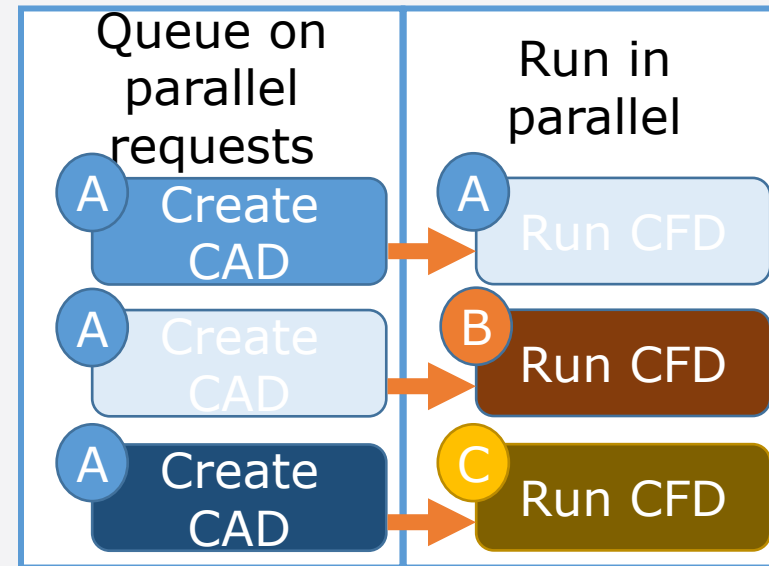 Queue on
parallel
requests
A
Create
CAD
A
Create
CAD
A
Create
CAD
Run in
parallel
A
Run CFD
B
Run CFD
C
Run CFD